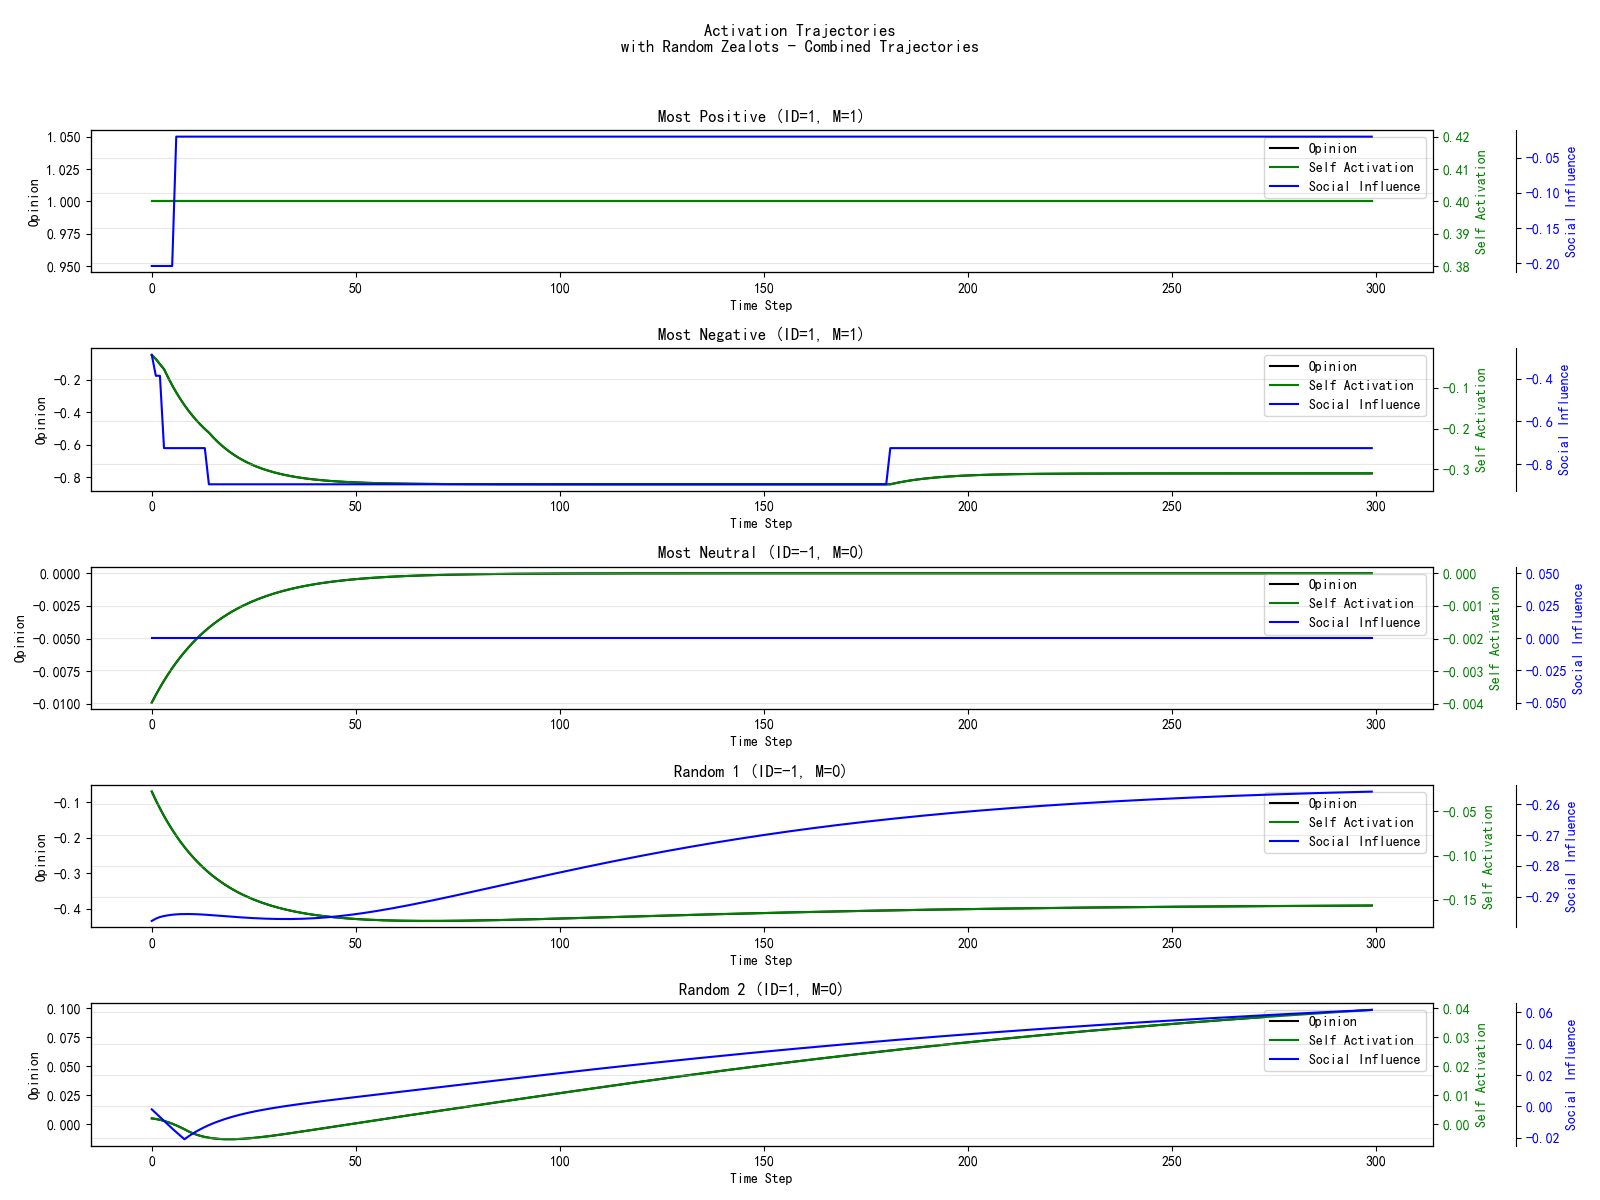 Activation Trajectories
with Random Zealots - Combined Trajectories
Most Positive (ID=1, M=1)
Opinion
1.050
1.025
1.000
0.975
0.950
0 50 100 150 200 250 300
Time Step
Opinion
Self Activation
Social Influence
0.42
0.41
0.40
0.39
0.38
Self Activation
-0.05
-0.10
-0.15
-0.20
Social Influence
Most Negative (ID=1, M=1)
Opinion
-0.2
-0.4
-0.6
-0.8
0 50 100 150 200 250 300
Time Step
Opinion
Self Activation
Social Influence
-0.1
-0.2
-0.3
Self Activation
-0.4
-0.6
-0.8
Social Influence
Most Neutral (ID=-1, M=0)
Opinion
0.0000
-0.0025
-0.0050
-0.0075
-0.0100
0 50 100 150 200 250 300
Time Step
Opinion
Self Activation
Social Influence
0.000
-0.001
-0.002
-0.003
-0.004
Self Activation
0.050
0.025
0.000
-0.025
-0.050
Social Influence
Random 1 (ID=-1, M=0)
Opinion
-0.1
-0.2
-0.3
-0.4
0 50 100 150 200 250 300
Time Step
Opinion
Self Activation
Social Influence
-0.05
-0.10
-0.15
Self Activation
-0.26
-0.27
-0.28
-0.29
Social Influence
Random 2 (ID=1, M=0)
Opinion
0.100
0.075
0.050
0.025
0.000
0 50 100 150 200 250 300
Time Step
Opinion
Self Activation
Social Influence
0.04
0.03
0.02
0.01
0.00
Self Activation
0.06
0.04
0.02
0.00
-0.02
Social Influence